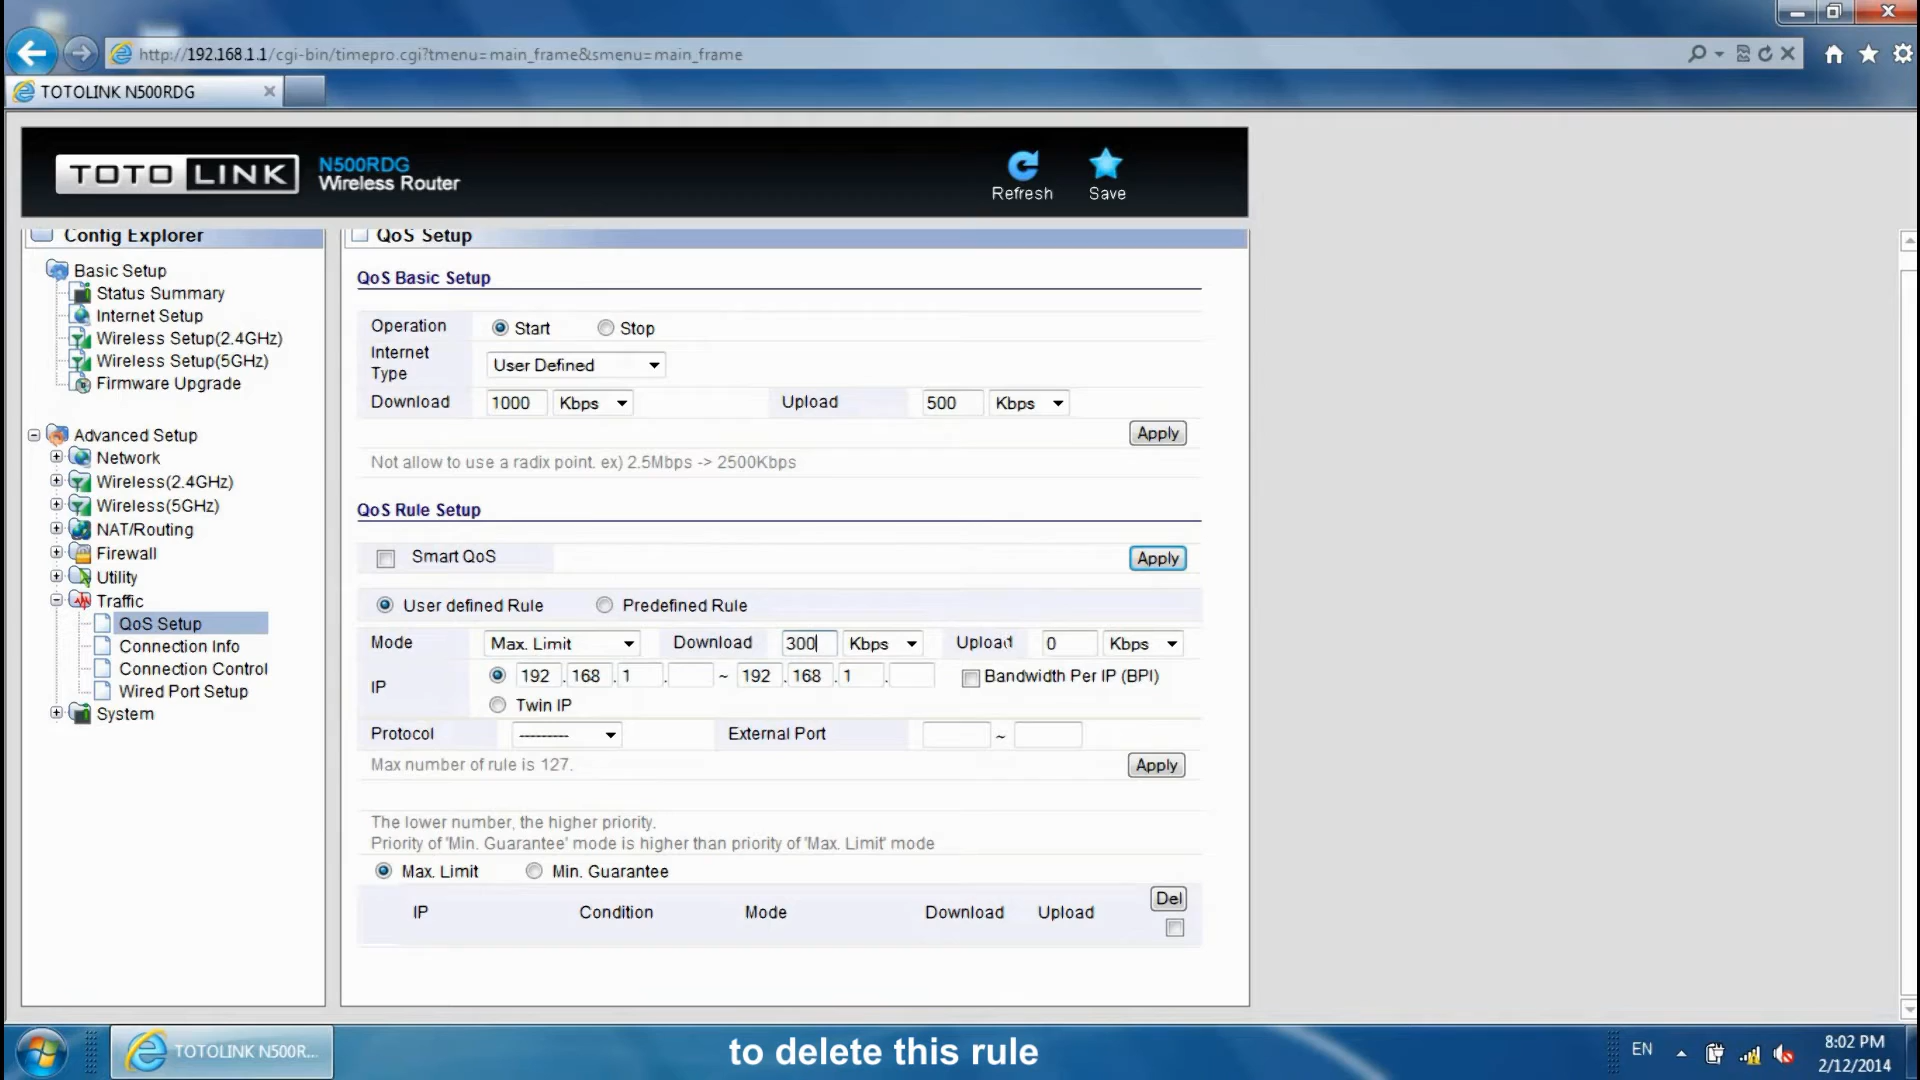 http://192.168.1.1/cgi-bin/timepro.cgi?tmenu=main_frame&smenu=main_frame
TOTOLINK N500RDG
TOTO LINK
N500RDG
Wireless Router
Refresh
Save
Config Explorer
Basic Setup
Status Summary
Internet Setup
Wireless Setup(2.4GHz)
Wireless Setup(5GHz)
Firmware Upgrade
Advanced Setup
Network
Wireless(2.4GHz)
Wireless(5GHz)
NAT/Routing
Firewall
Utility
Traffic
QoS Setup
Connection Info
Connection Control
Wired Port Setup
System
QoS Setup
QoS Basic Setup
Operation Start Stop
Internet Type User Defined
Download 1000 Kbps Upload 500 Kbps
Apply
Not allow to use a radix point. ex) 2.5Mbps -> 2500Kbps
QoS Rule Setup
Smart QoS Apply
User defined Rule Predefined Rule
Mode Max. Limit Download 300 Kbps Upload 0 Kbps
IP 192 . 168 . 1 . ~ 192 . 168 . 1 . Bandwidth Per IP (BPI)
Twin IP
Protocol --------- External Port ~
Max number of rule is 127. Apply
The lower number, the higher priority.
Priority of 'Min. Guarantee' mode is higher than priority of 'Max. Limit' mode
Max. Limit Min. Guarantee
IP Condition Mode Download Upload Del
TOTOLINK N500R...
to delete this rule
EN
8:02 PM
2/12/2014